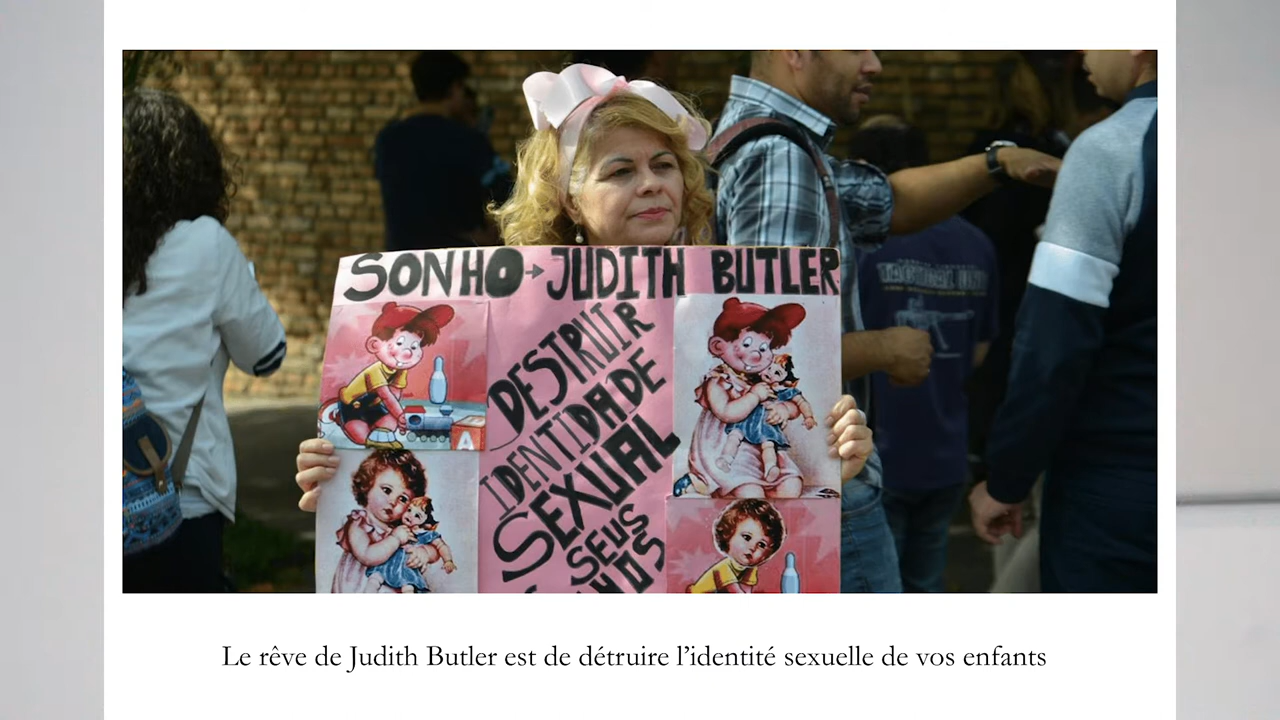 SONHO→JUDITH BUTLER
DESTRUIR
IDENTIDADE
SEXUAL
SEUS
A
TACTICAL
Le rêve de Judith Butler est de détruire l’identité sexuelle de vos enfants